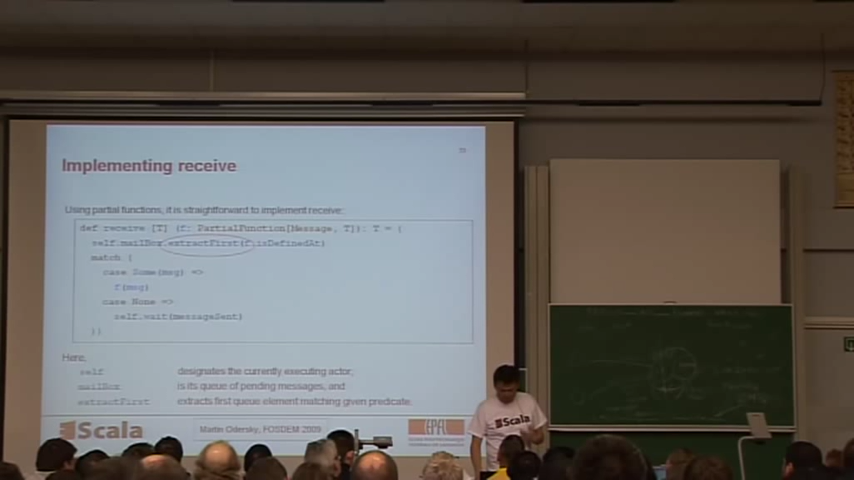 Implementing receive
Using partial functions, it is straightforward to implement receive:
def receive [T] (f: PartialFunction[Message, T]): T = {
self.mailBox.extractFirst(f.isDefinedAt)
match {
case Some(msg) =>
f(msg)
case None =>
self.wait(messageSent)
}}
Here,
self designates the currently executing actor;
mailBox is its queue of pending messages, and
extractFirst extracts first queue element matching given predicate.
Scala
Martin Odersky, FOSDEM 2009
EPFL
Scala